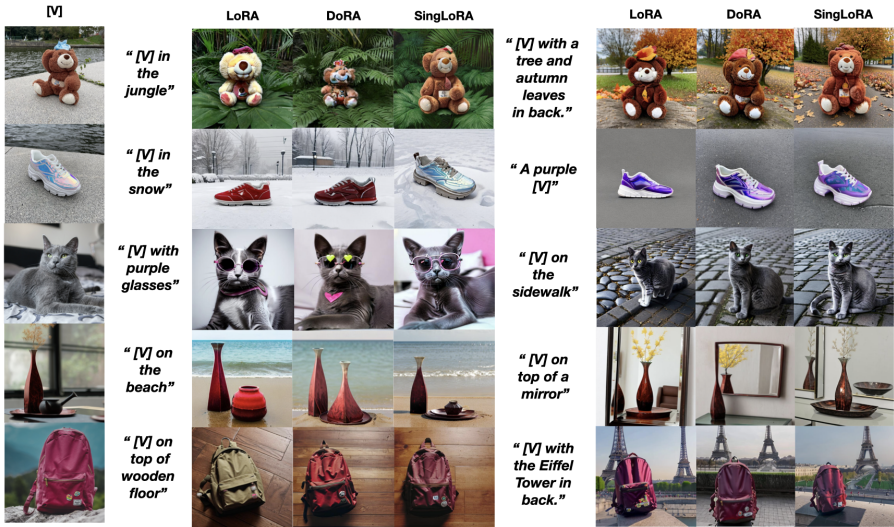 [V]
LoRA
DoRA
SingLoRA
LoRA
DoRA
SingLoRA
“ [V] in
the
jungle”
“ [V] with a
tree and
autumn
leaves
in back.”
“ [V] in
the
snow”
“ A purple
[V]”
“ [V] with
purple
glasses”
“ [V] on
the
sidewalk”
“ [V] on
the
beach”
“ [V] on
top of a
mirror”
“ [V] on
top of
wooden
floor”
“ [V] with
the Eiffel
Tower in
back.”